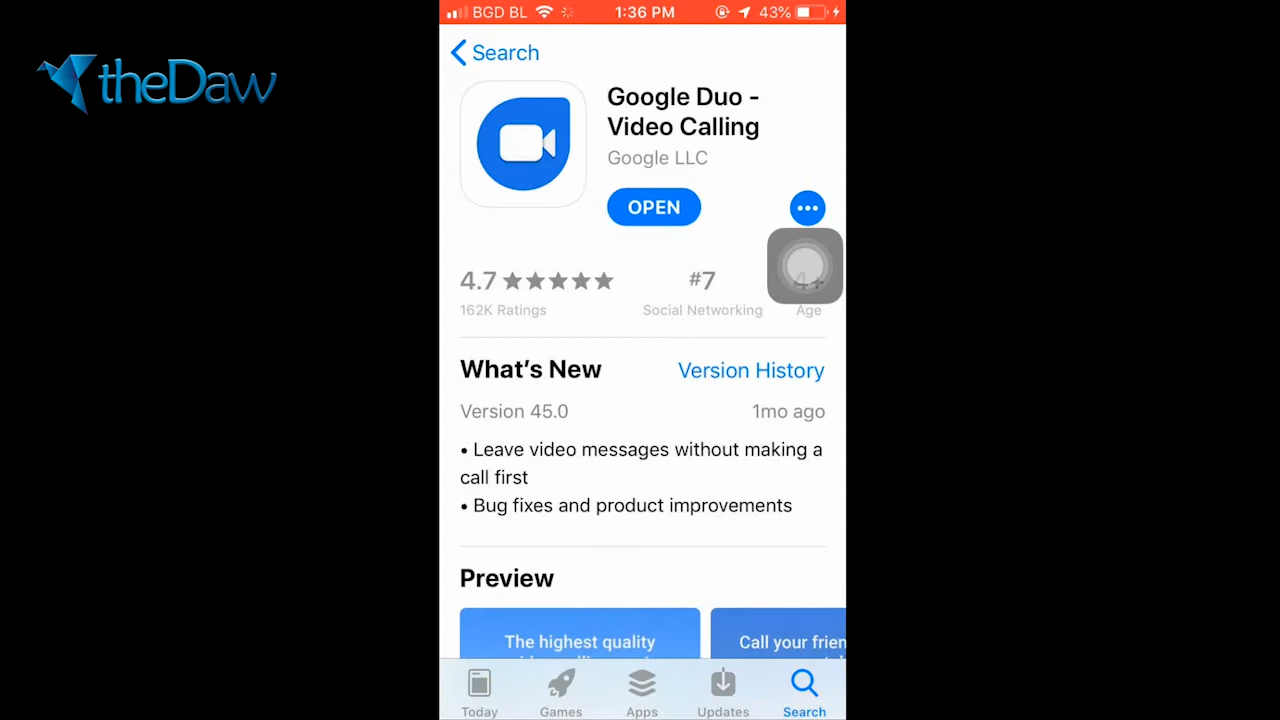 theDaw
BGD BL 1:36 PM 43%
Search
Google Duo -
Video Calling
Google LLC
OPEN
4.7 #7 4+
162K Ratings Social Networking Age
What's New Version History
Version 45.0 1mo ago
• Leave video messages without making a
call first
• Bug fixes and product improvements
Preview
The highest quality Call your frien
Today Games Apps Updates Search